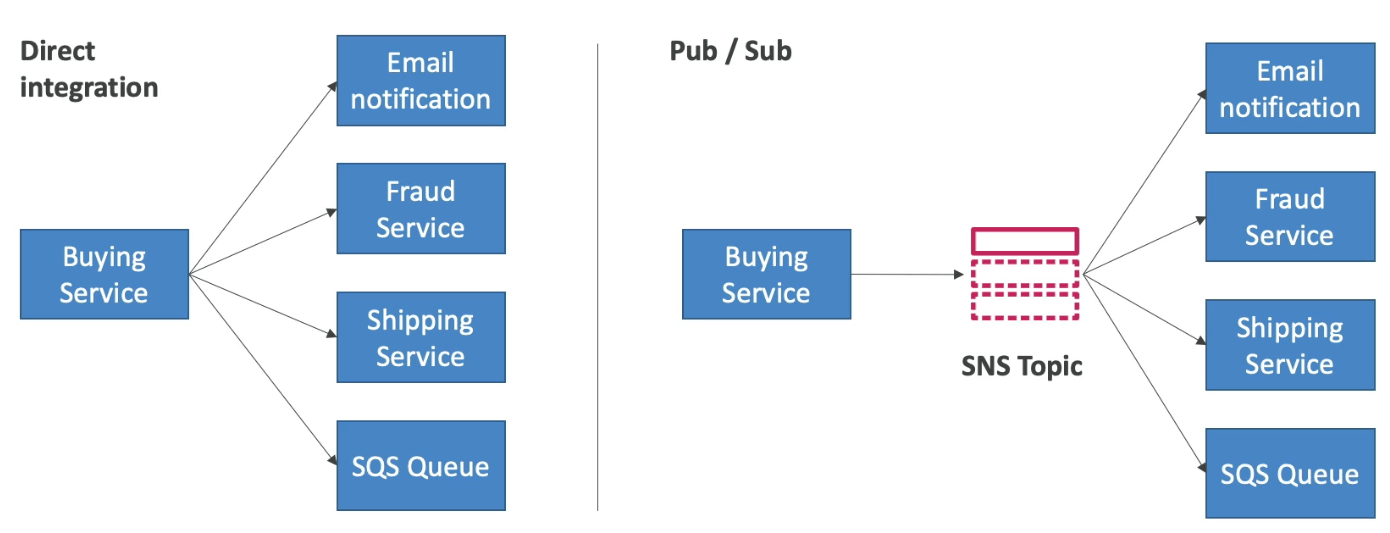 Direct
integration
Buying
Service
Email
notification
Fraud
Service
Shipping
Service
SQS Queue
Pub / Sub
Buying
Service
SNS Topic
Email
notification
Fraud
Service
Shipping
Service
SQS Queue